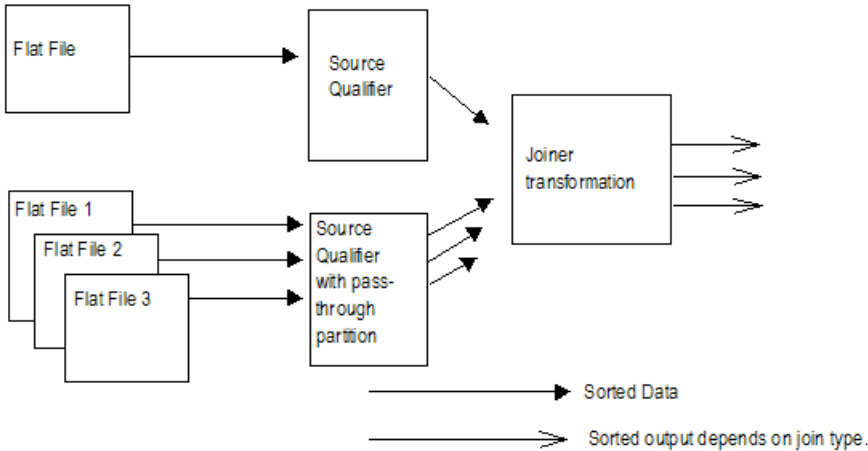 Flat File
Source
Qualifier
Joiner
transformation
Flat File 1
Flat File 2
Flat File 3
Source
Qualifier
with pass-
through
partition
Sorted Data
Sorted output depends on join type.